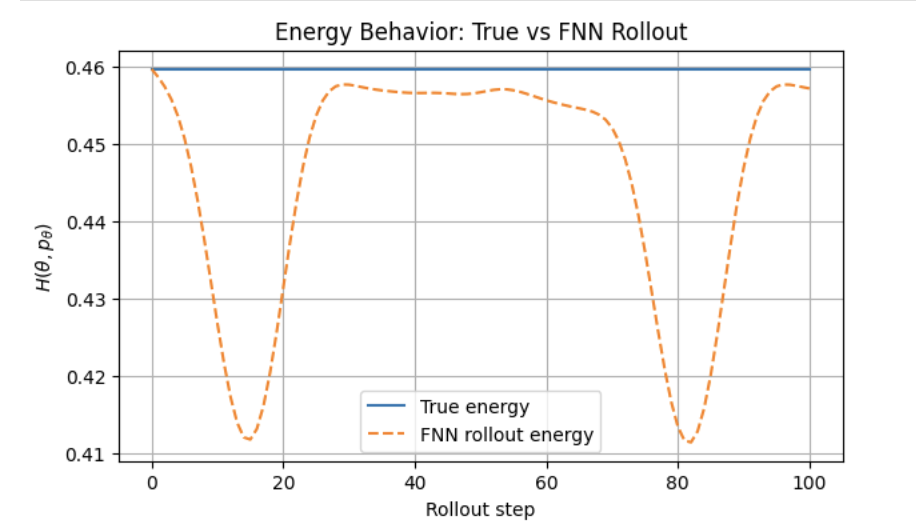 Energy Behavior: True vs FNN Rollout
0.46
0.45
0.44
0.43
0.42
0.41
H(θ, p_θ)
True energy
FNN rollout energy
0 20 40 60 80 100
Rollout step